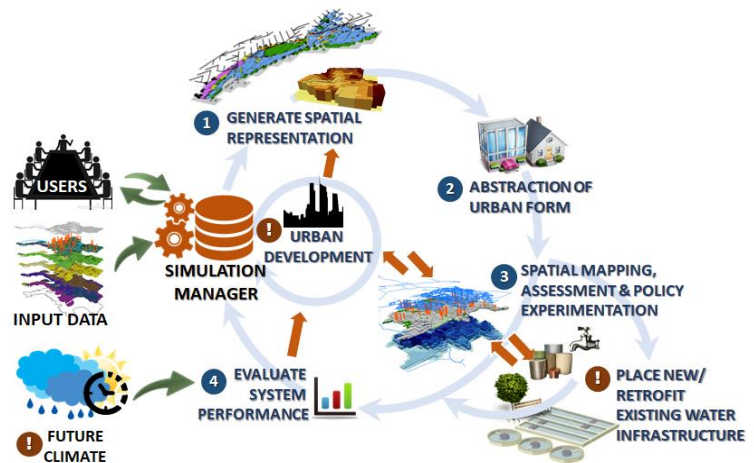 1 GENERATE SPATIAL
REPRESENTATION
USERS
2 ABSTRACTION OF
URBAN FORM
! URBAN
DEVELOPMENT
SIMULATION
MANAGER
3 SPATIAL MAPPING,
ASSESSMENT & POLICY
EXPERIMENTATION
INPUT DATA
4 EVALUATE
SYSTEM
PERFORMANCE
! PLACE NEW/
RETROFIT
EXISTING WATER
INFRASTRUCTURE
! FUTURE
CLIMATE